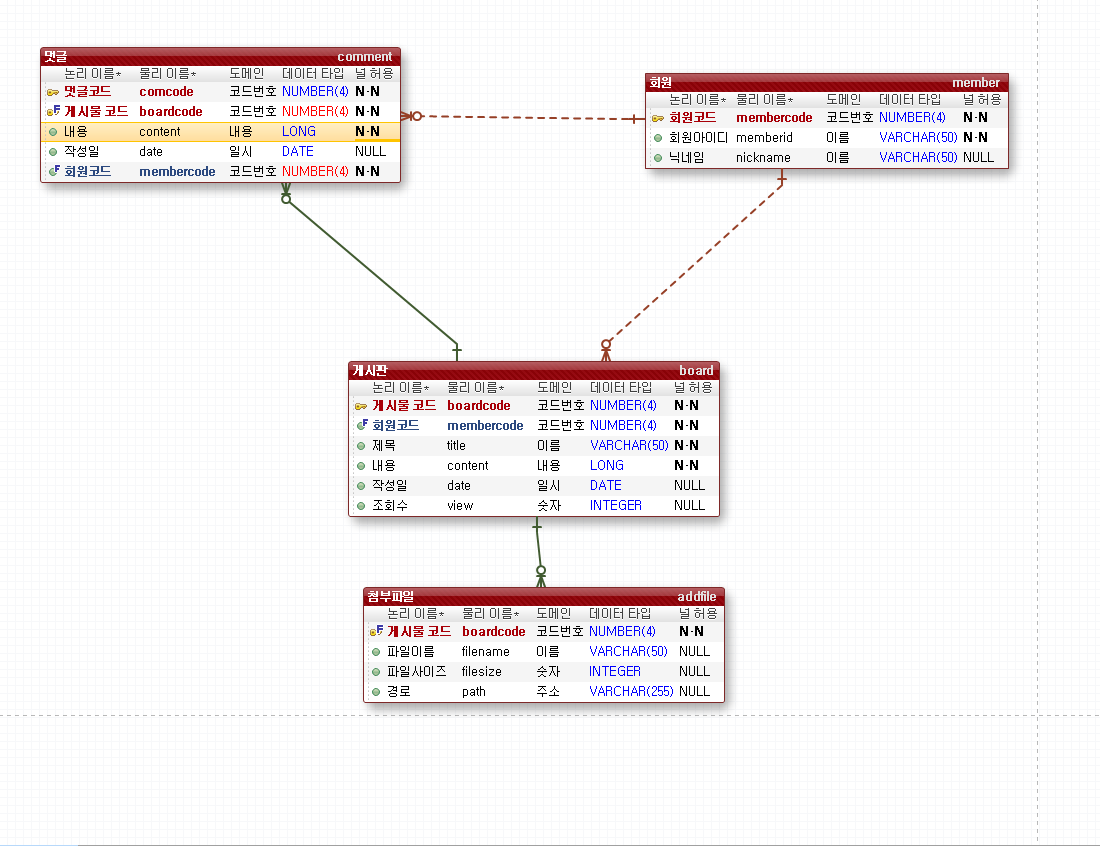 댓글 comment
논리 이름* 물리 이름* 도메인 데이터 타입 널 허용
댓글코드 comcode 코드번호 NUMBER(4) N·N
게시물 코드 boardcode 코드번호 NUMBER(4) N·N
내용 content 내용 LONG N·N
작성일 date 일시 DATE NULL
회원코드 membercode 코드번호 NUMBER(4) N·N
회원 member
논리 이름* 물리 이름* 도메인 데이터 타입 널 허용
회원코드 membercode 코드번호 NUMBER(4) N·N
회원아이디 memberid 이름 VARCHAR(50) N·N
닉네임 nickname 이름 VARCHAR(50) NULL
게시판 board
논리 이름* 물리 이름* 도메인 데이터 타입 널 허용
게시물 코드 boardcode 코드번호 NUMBER(4) N·N
회원코드 membercode 코드번호 NUMBER(4) N·N
제목 title 이름 VARCHAR(50) N·N
내용 content 내용 LONG N·N
작성일 date 일시 DATE NULL
조회수 view 숫자 INTEGER NULL
첨부파일 addfile
논리 이름* 물리 이름* 도메인 데이터 타입 널 허용
게시물 코드 boardcode 코드번호 NUMBER(4) N·N
파일이름 filename 이름 VARCHAR(50) NULL
파일사이즈 filesize 숫자 INTEGER NULL
경로 path 주소 VARCHAR(255) NULL